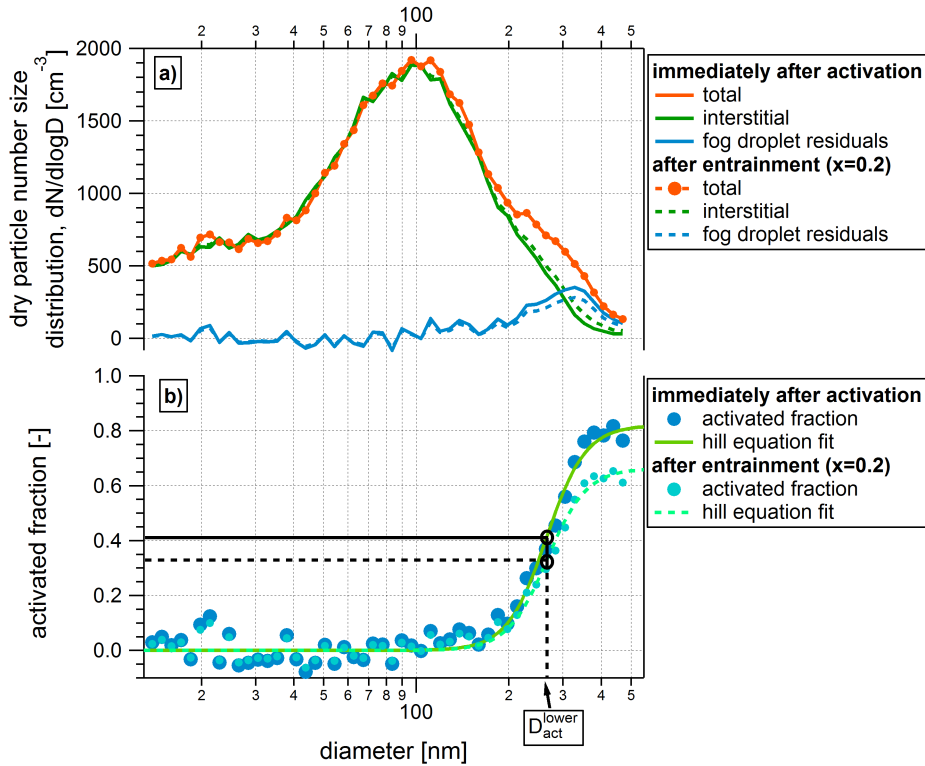 100
2 3 4 5 6 7 8 9 2 3 4 5
2000
1500
1000
500
0
dry particle number size
distribution, dN/dlogD [cm-3]
a)
immediately after activation
total
interstitial
fog droplet residuals
after entrainment (x=0.2)
total
interstitial
fog droplet residuals
1.0
0.8
0.6
0.4
0.2
0.0
activated fraction [-]
b)
immediately after activation
activated fraction
hill equation fit
after entrainment (x=0.2)
activated fraction
hill equation fit
2 3 4 5 6 7 8 9 2 3 4 5
100
D lower act
diameter [nm]